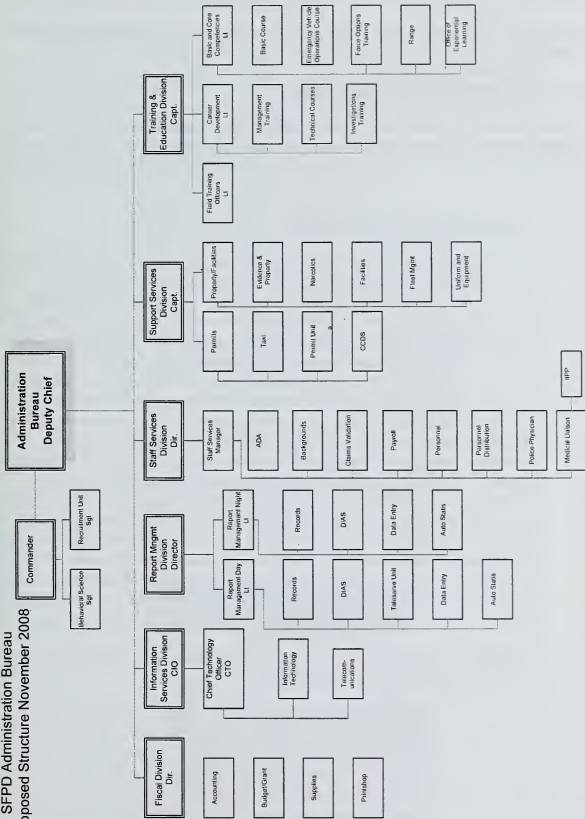 SFPD Administration Bureau
oposed Structure November 2008
Administration
Bureau
Deputy Chief
Commander
Behavioral Science
Sgt
Recruitment Unit
Sgt
Fiscal Division
Dir.
Accounting
Budget/Grant
Supplies
Printshop
Information
Services Division
CIO
Chief Technology
Officer
CTO
Information
Technology
Telecom-
unications
Report Mngmt
Division
Director
Report
Management Day
Lt
Records
DIAS
Teleserve Unit
Data Entry
Auto Statis
Report
Management Night
Lt
Records
DIAS
Data Entry
Auto Statis
Staff Services
Division
Dir.
Staff Services
Manager
ADA
Backgrounds
Claims Validation
Payroll
Personnel
Personnel
Distribution
Police Physician
Medical Liaison
IIPP
Support Services
Division
Capt.
Permits
Taxi
Permit Unit
CCDS
Property/Facilities
Evidence &
Property
Narcotics
Facilities
Fleet Mgmt
Uniform and
Equipment
Training &
Education Division
Capt.
Field Training
Officers
Lt
Career
Development
Lt
Management
Training
Technical Courses
Investigations
Training
Basic and Core
Competencies
Lt
Basic Course
Emergency Vehicle
Operations Course
Force Options
Training
Range
Office of
Experiential
Learning